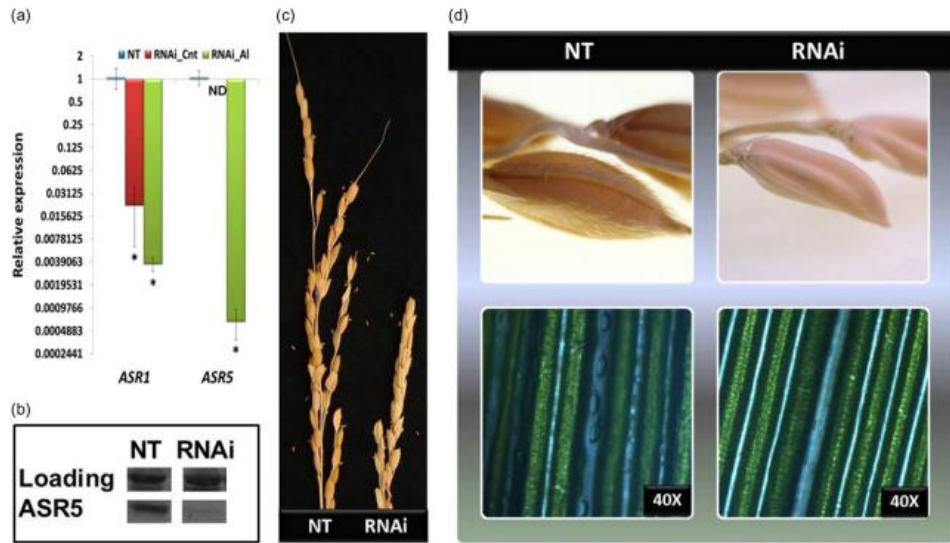 (a)
NT RNAi_Cnt RNAi_Al
Relative expression
2
1
0.5
0.25
0.125
0.0625
0.03125
0.015625
0.0078125
0.0039063
0.0019531
0.0009766
0.0004883
0.0002441
ND
*
*
*
ASR1 ASR5
(b)
NT RNAi
Loading
ASR5
(c)
NT RNAi
(d)
NT RNAi
40X 40X